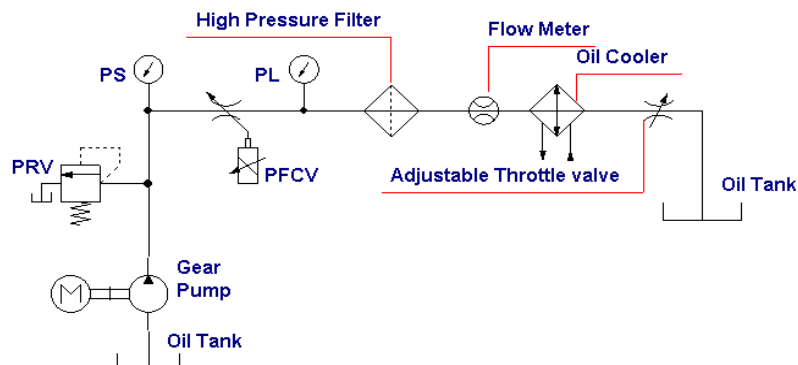 High Pressure Filter
Flow Meter
Oil Cooler
PS
PL
PRV
PFCV
Adjustable Throttle valve
Oil Tank
Gear
Pump
M
Oil Tank